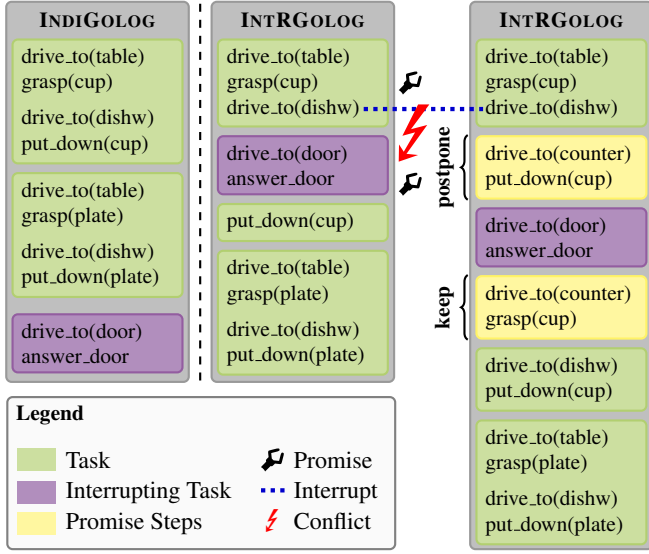 INDIGOLOG
drive_to(table)
grasp(cup)
drive_to(dishw)
put_down(cup)
drive_to(table)
grasp(plate)
drive_to(dishw)
put_down(plate)
drive_to(door)
answer_door
INTRGOLOG
drive_to(table)
grasp(cup)
drive_to(dishw)
drive_to(door)
answer_door
put_down(cup)
drive_to(table)
grasp(plate)
drive_to(dishw)
put_down(plate)
postpone
keep
INTRGOLOG
drive_to(table)
grasp(cup)
drive_to(dishw)
drive_to(counter)
put_down(cup)
drive_to(door)
answer_door
drive_to(counter)
grasp(cup)
drive_to(dishw)
put_down(cup)
drive_to(table)
grasp(plate)
drive_to(dishw)
put_down(plate)
Legend
Task
Interrupting Task
Promise Steps
Promise
Interrupt
Conflict